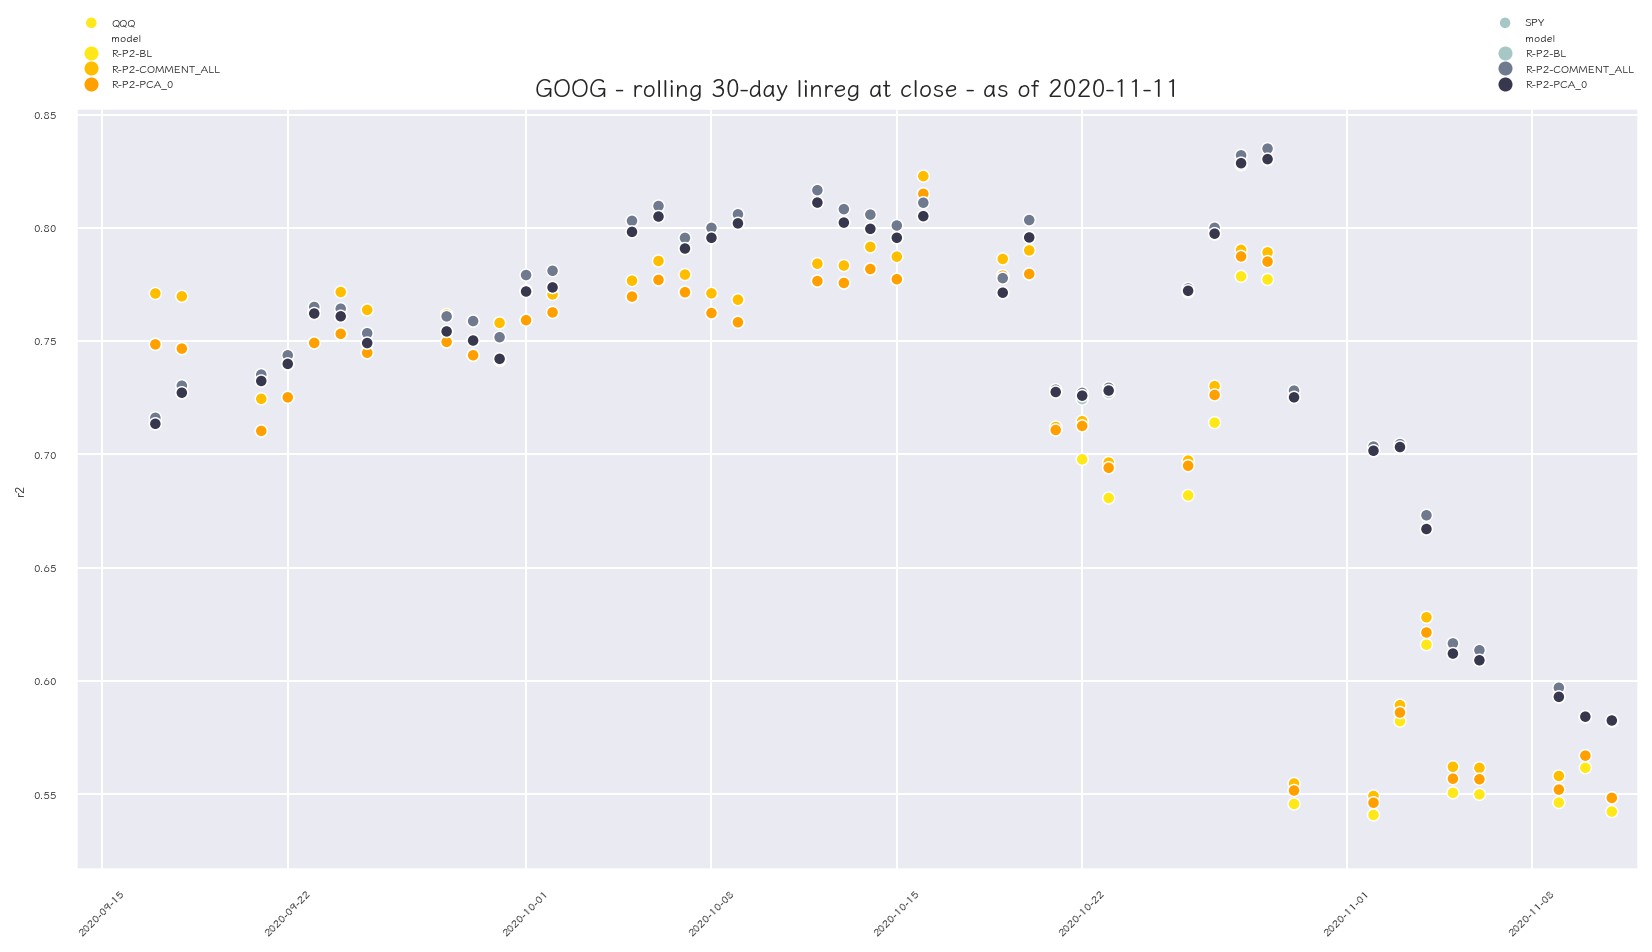 QQQ
model
R-P2-BL
R-P2-COMMENT_ALL
R-P2-PCA_0
SPY
model
R-P2-BL
R-P2-COMMENT_ALL
R-P2-PCA_0
GOOG - rolling 30-day linreg at close - as of 2020-11-11
0.85
0.80
0.75
0.70
0.65
0.60
0.55
r2
2020-09-15
2020-09-22
2020-10-01
2020-10-08
2020-10-15
2020-10-22
2020-11-01
2020-11-08